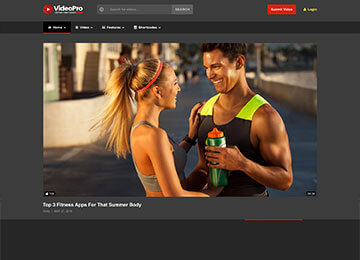 VideoPro
Search for videos...
SEARCH
Submit Video
Login
Home
Video
Features
Shortcodes
Top 3 Fitness Apps For That Summer Body